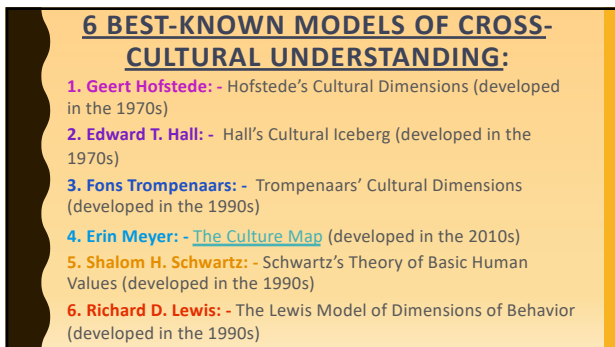 6 BEST-KNOWN MODELS OF CROSS-
CULTURAL UNDERSTANDING:
1. Geert Hofstede: - Hofstede's Cultural Dimensions (developed
in the 1970s)
2. Edward T. Hall: - Hall's Cultural Iceberg (developed in the
1970s)
3. Fons Trompenaars: - Trompenaars' Cultural Dimensions
(developed in the 1990s)
4. Erin Meyer: - The Culture Map (developed in the 2010s)
5. Shalom H. Schwartz: - Schwartz's Theory of Basic Human
Values (developed in the 1990s)
6. Richard D. Lewis: - The Lewis Model of Dimensions of Behavior
(developed in the 1990s)